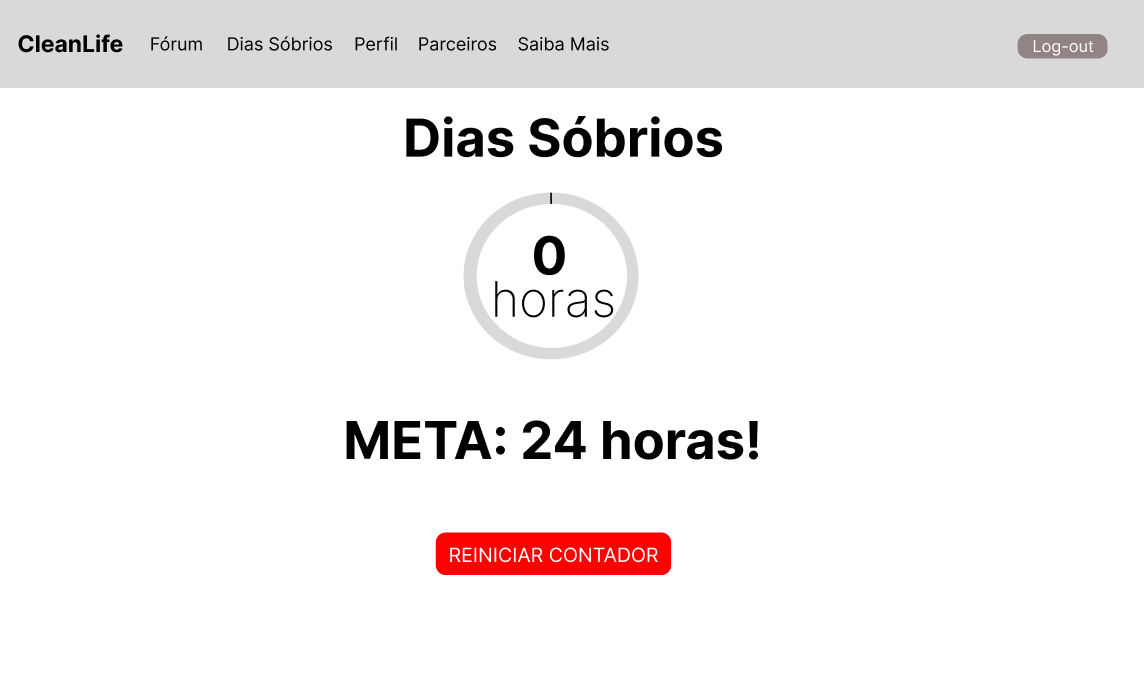 CleanLife Fórum Dias Sóbrios Perfil Parceiros Saiba Mais Log-out
Dias Sóbrios
0
horas
META: 24 horas!
REINICIAR CONTADOR